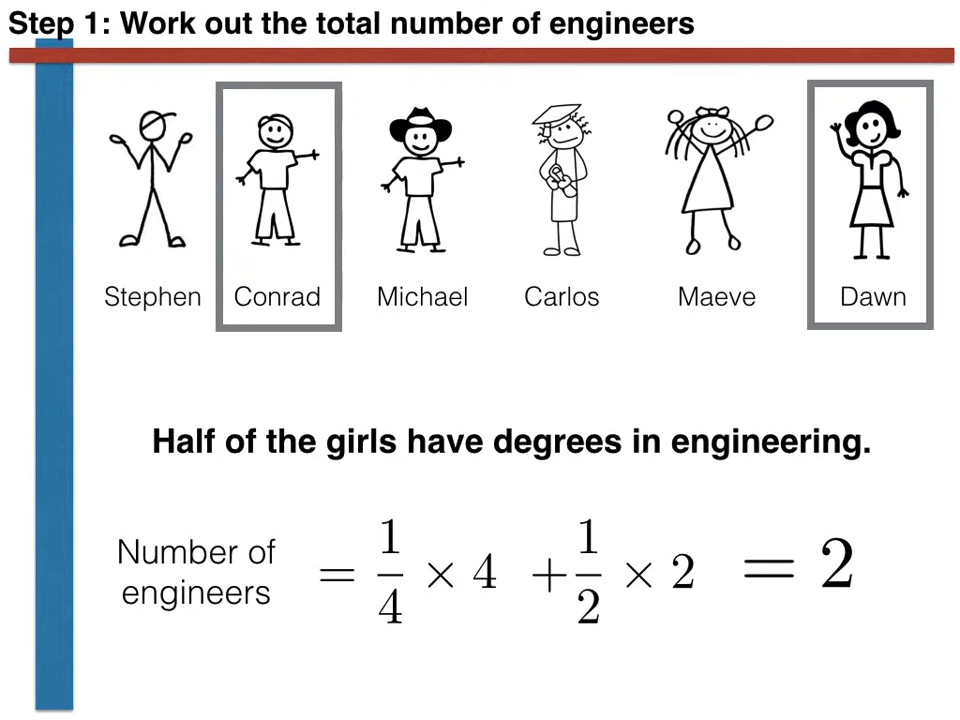 Step 1: Work out the total number of engineers
Stephen Conrad Michael Carlos Maeve Dawn
Half of the girls have degrees in engineering.
Number of
engineers = 1/4 × 4 + 1/2 × 2 = 2